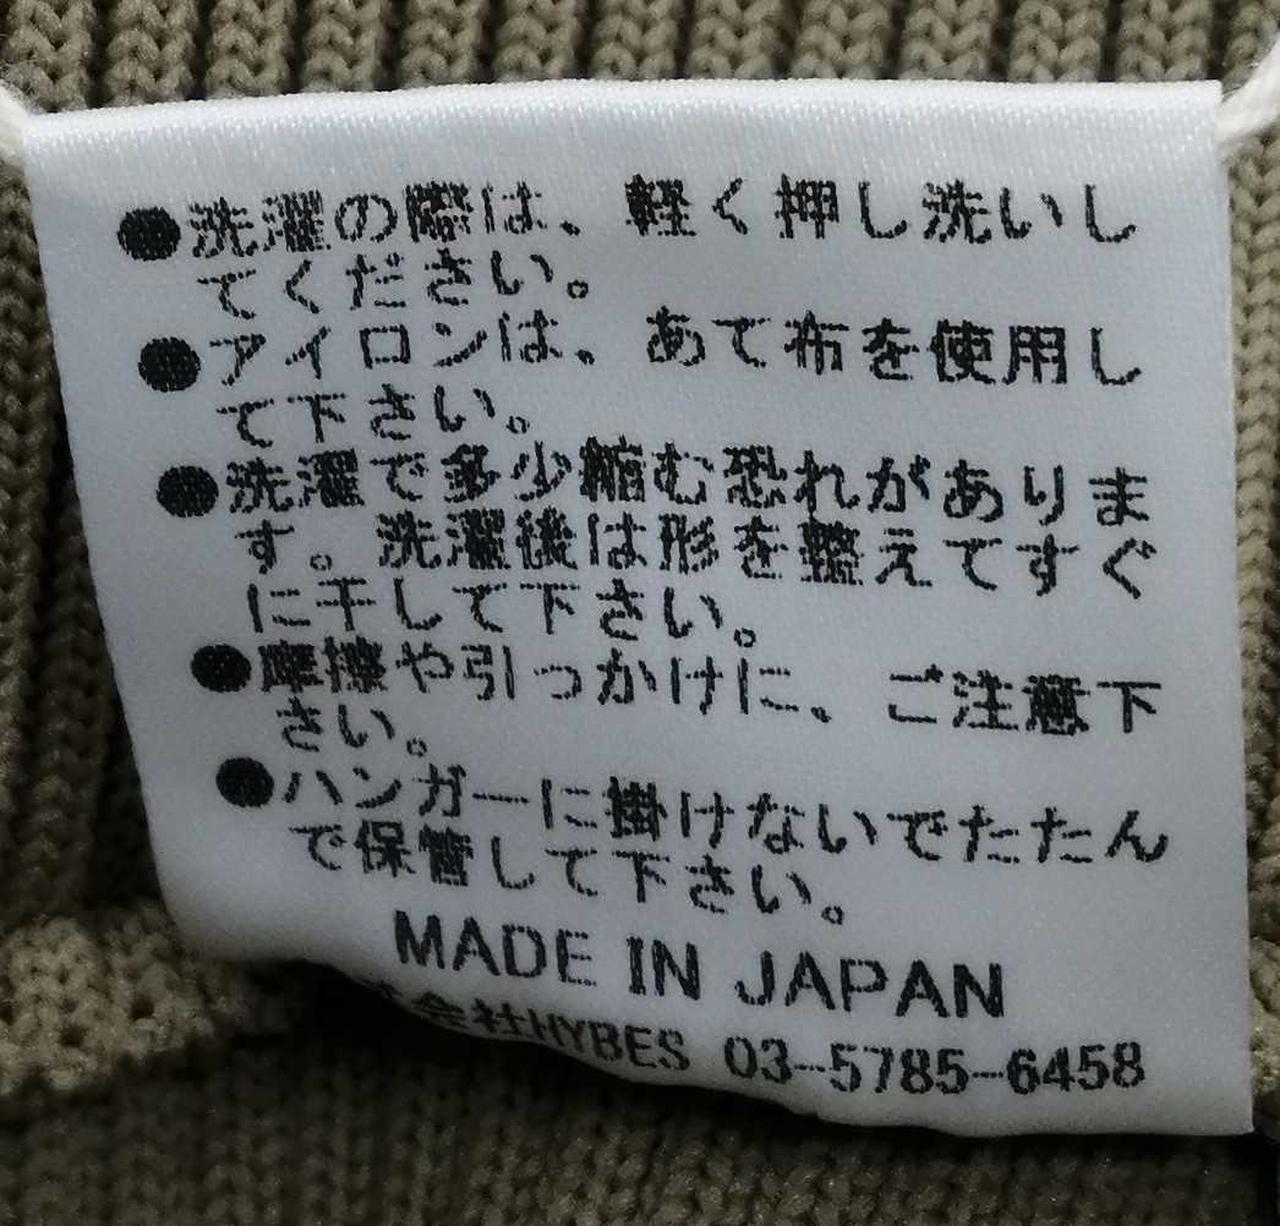 ●洗濯の際は、軽く押し洗いし
てください。
●アイロンは、あて布を使用し
て下さい。
●洗濯で多少縮む恐れがありま
す。洗濯後は形を整えてすぐ
に干して下さい。
●摩擦や引っかけに、ご注意下
さい。
●ハンガーに掛けないでたたん
で保管して下さい。
MADE IN JAPAN
会社HYBES 03-5785-6458